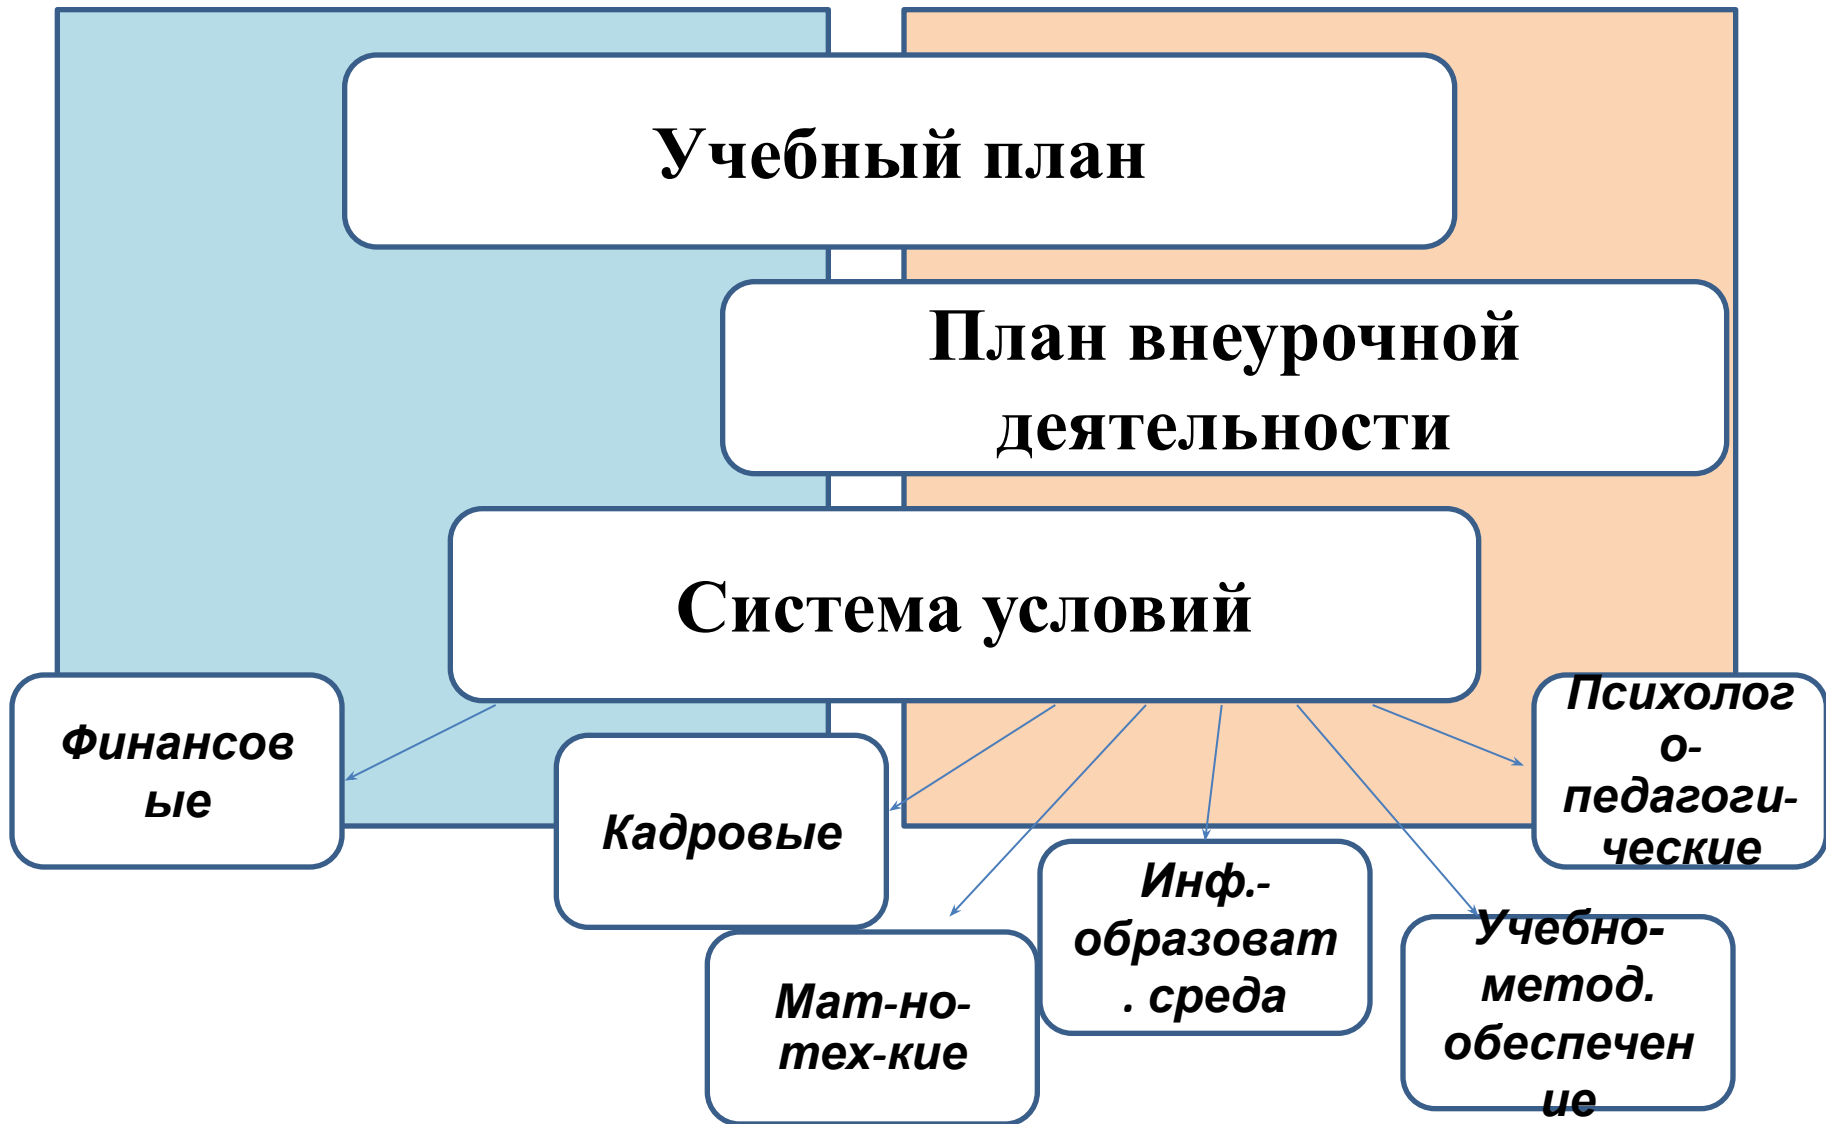 Учебный план
План внеурочной
деятельности
Система условий
Финансов
ые
Кадровые
Мат-но-
тех-кие
Инф.-
образоват
. среда
Учебно-
метод.
обеспечен
ие
Психолог
о-
педагоги-
ческие